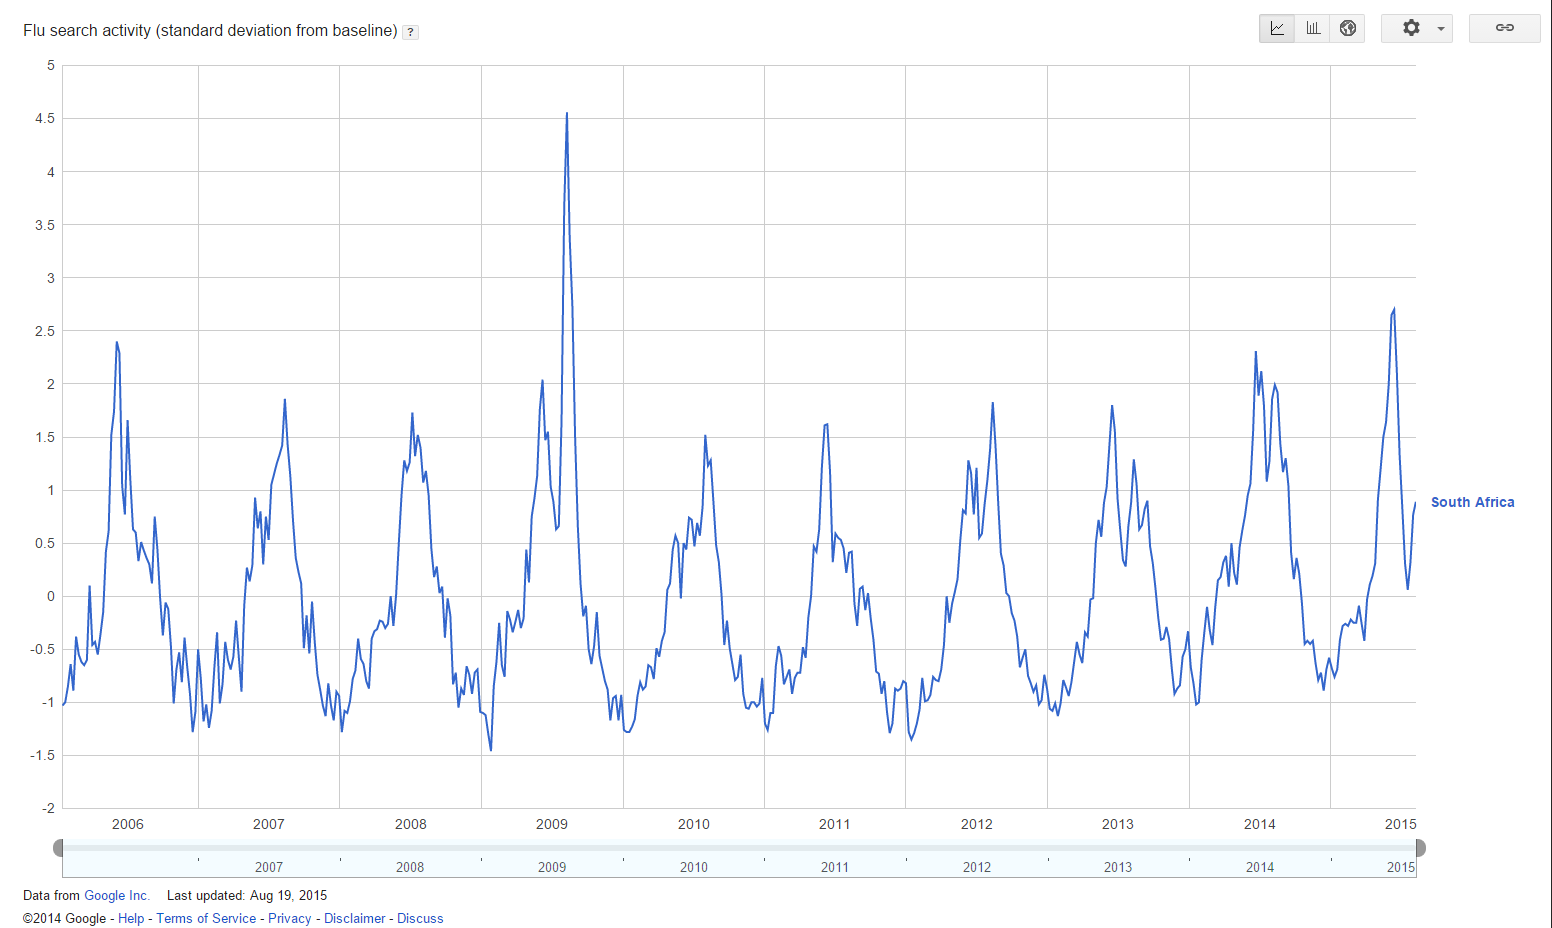 Flu search activity (standard deviation from baseline) ?
5
4.5
4
3.5
3
2.5
2
1.5
1
0.5
0
-0.5
-1
-1.5
-2
South Africa
2006 2007 2008 2009 2010 2011 2012 2013 2014 2015
2007 2008 2009 2010 2011 2012 2013 2014 2015
Data from Google Inc. Last updated: Aug 19, 2015
©2014 Google - Help - Terms of Service - Privacy - Disclaimer - Discuss